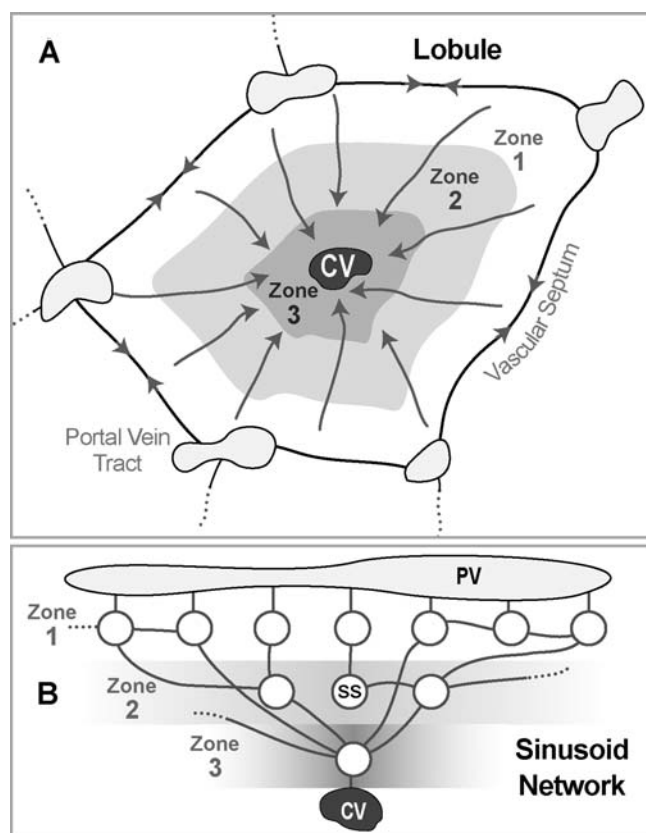 A
Lobule
Zone
1
Zone
2
CV
Zone
3
Vascular Septum
Portal Vein
Tract
PV
Zone
1
B
Zone
2
SS
Zone
3
Sinusoid
Network
CV